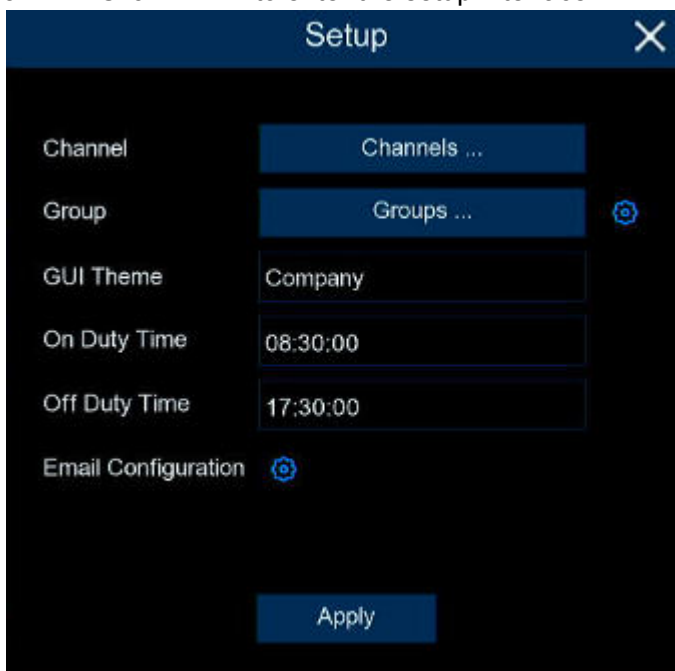 Setup
Channel Channels ...
Group Groups ...
GUI Theme Company
On Duty Time 08:30:00
Off Duty Time 17:30:00
Email Configuration
Apply